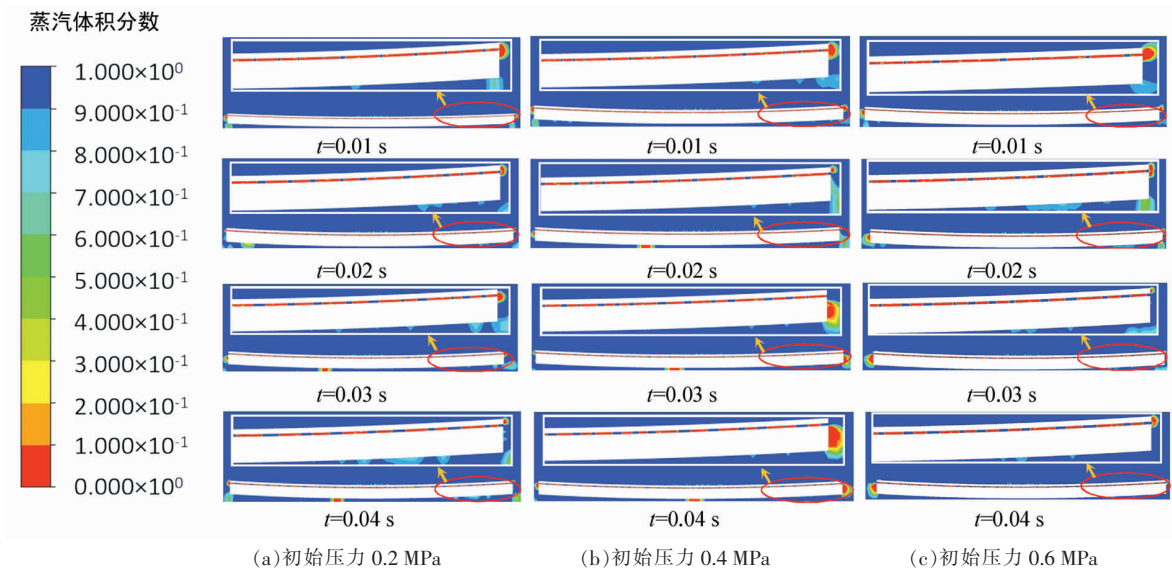 蒸汽体积分数
1.000×10⁰
9.000×10⁻¹
8.000×10⁻¹
7.000×10⁻¹
6.000×10⁻¹
5.000×10⁻¹
4.000×10⁻¹
3.000×10⁻¹
2.000×10⁻¹
1.000×10⁻¹
0.000×10⁰
t=0.01 s
t=0.01 s
t=0.01 s
t=0.02 s
t=0.02 s
t=0.02 s
t=0.03 s
t=0.03 s
t=0.03 s
t=0.04 s
t=0.04 s
t=0.04 s
(a)初始压力 0.2 MPa
(b)初始压力 0.4 MPa
(c)初始压力 0.6 MPa